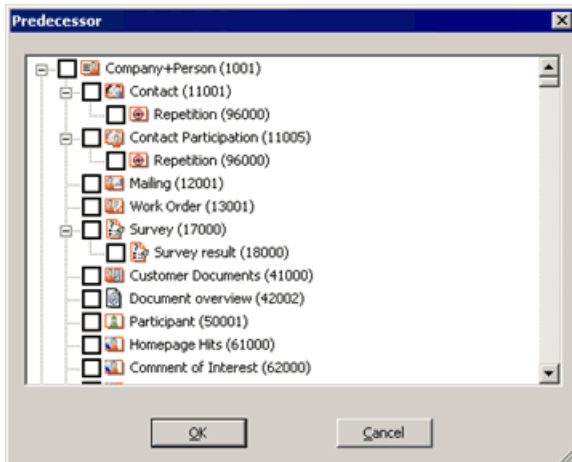 Predecessor
Company+Person (1001)
Contact (11001)
Repetition (96000)
Contact Participation (11005)
Repetition (96000)
Mailing (12001)
Work Order (13001)
Survey (17000)
Survey result (18000)
Customer Documents (41000)
Document overview (42002)
Participant (50001)
Homepage Hits (61000)
Comment of Interest (62000)
OK Cancel